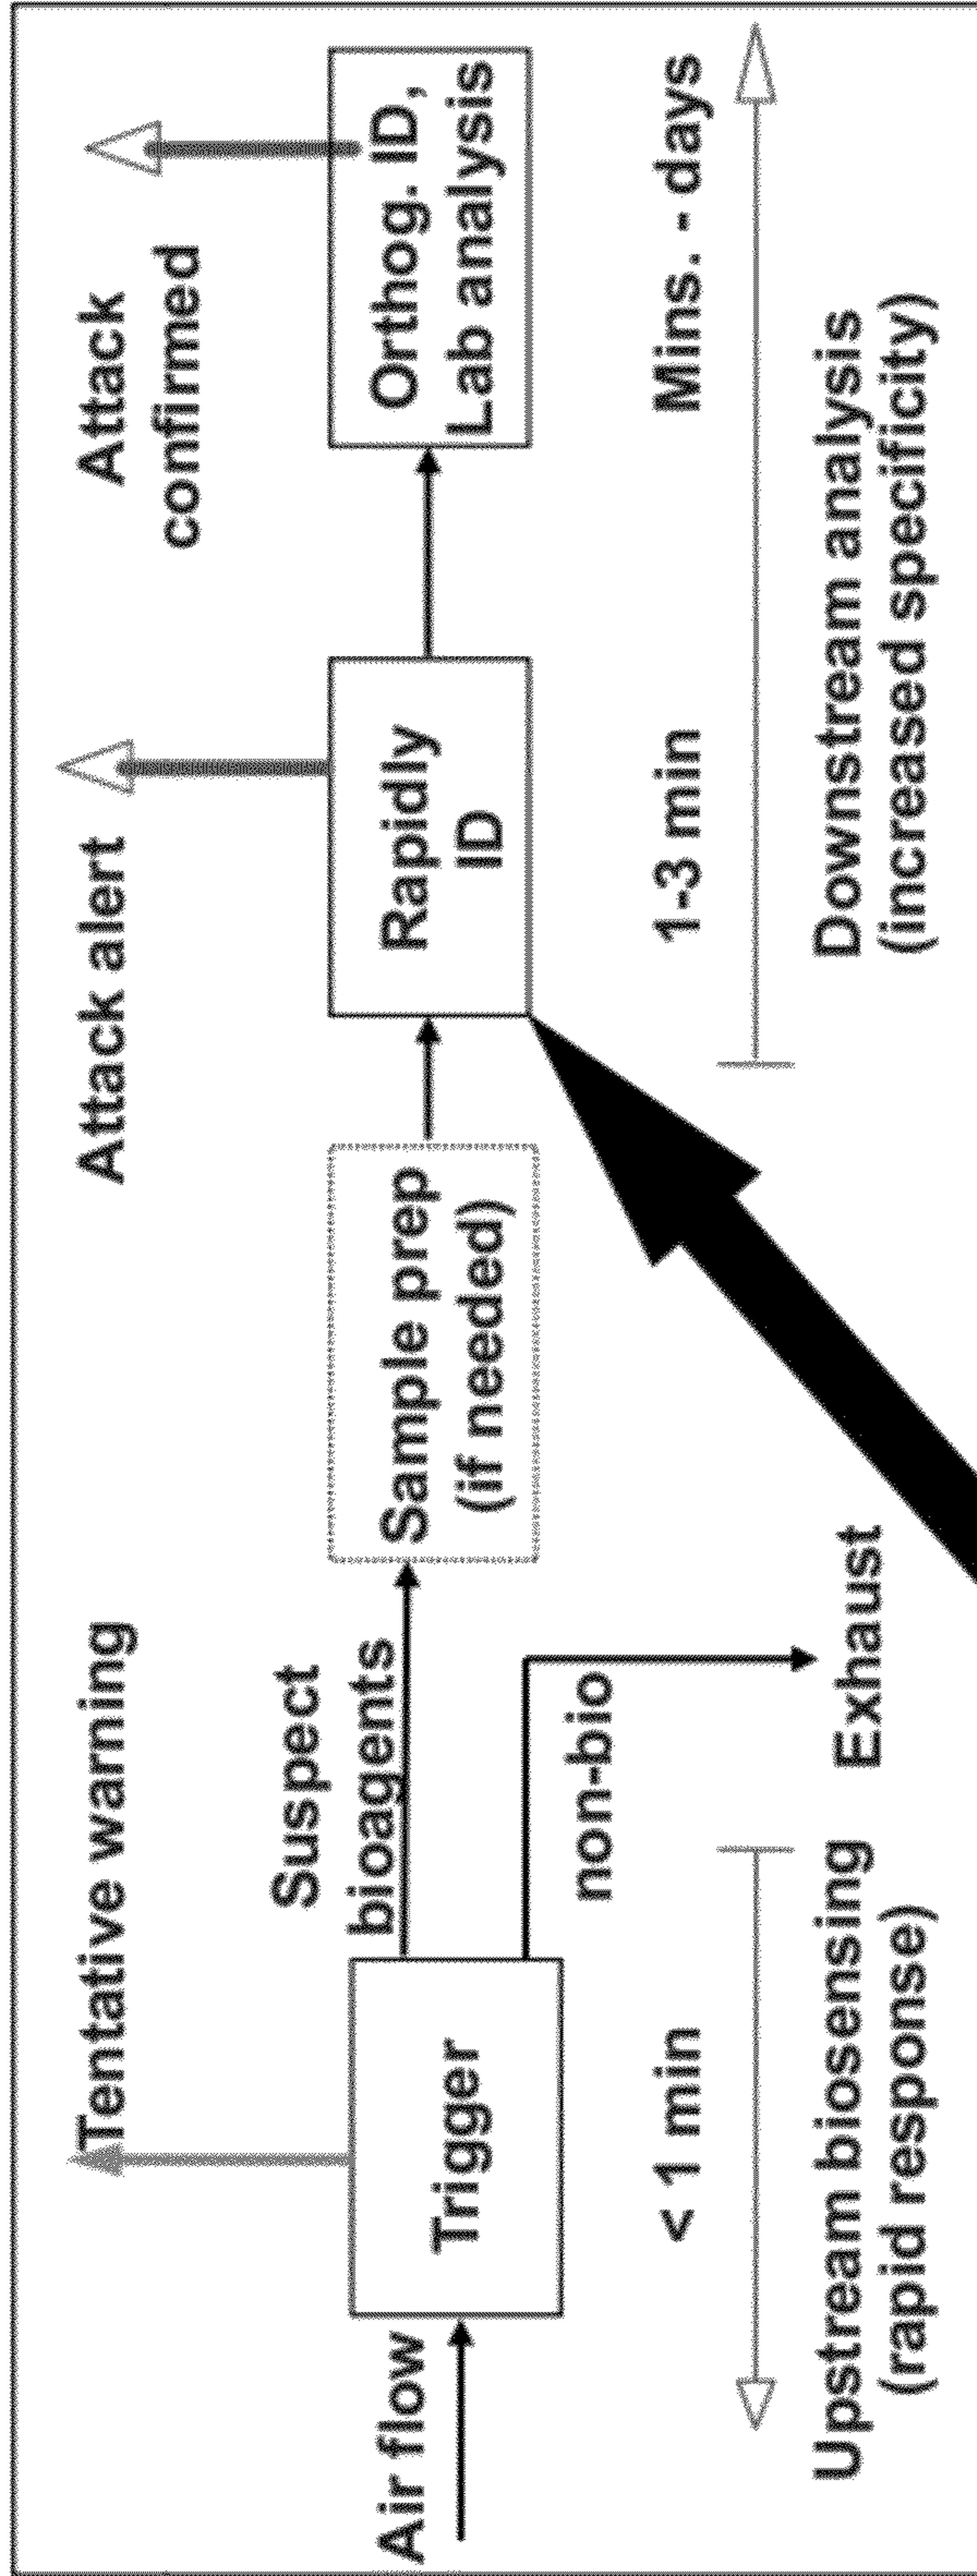 Tentative warning
Attack alert
Attack
confirmed
Suspect
bioagents
Air flow
Trigger
Sample prep
(if needed)
Rapidly
ID
Orthog. ID,
Lab analysis
non-bio
< 1 min
1-3 min
Mins. - days
Exhaust
Upstream biosensing
(rapid response)
Downstream analysis
(increased specificity)